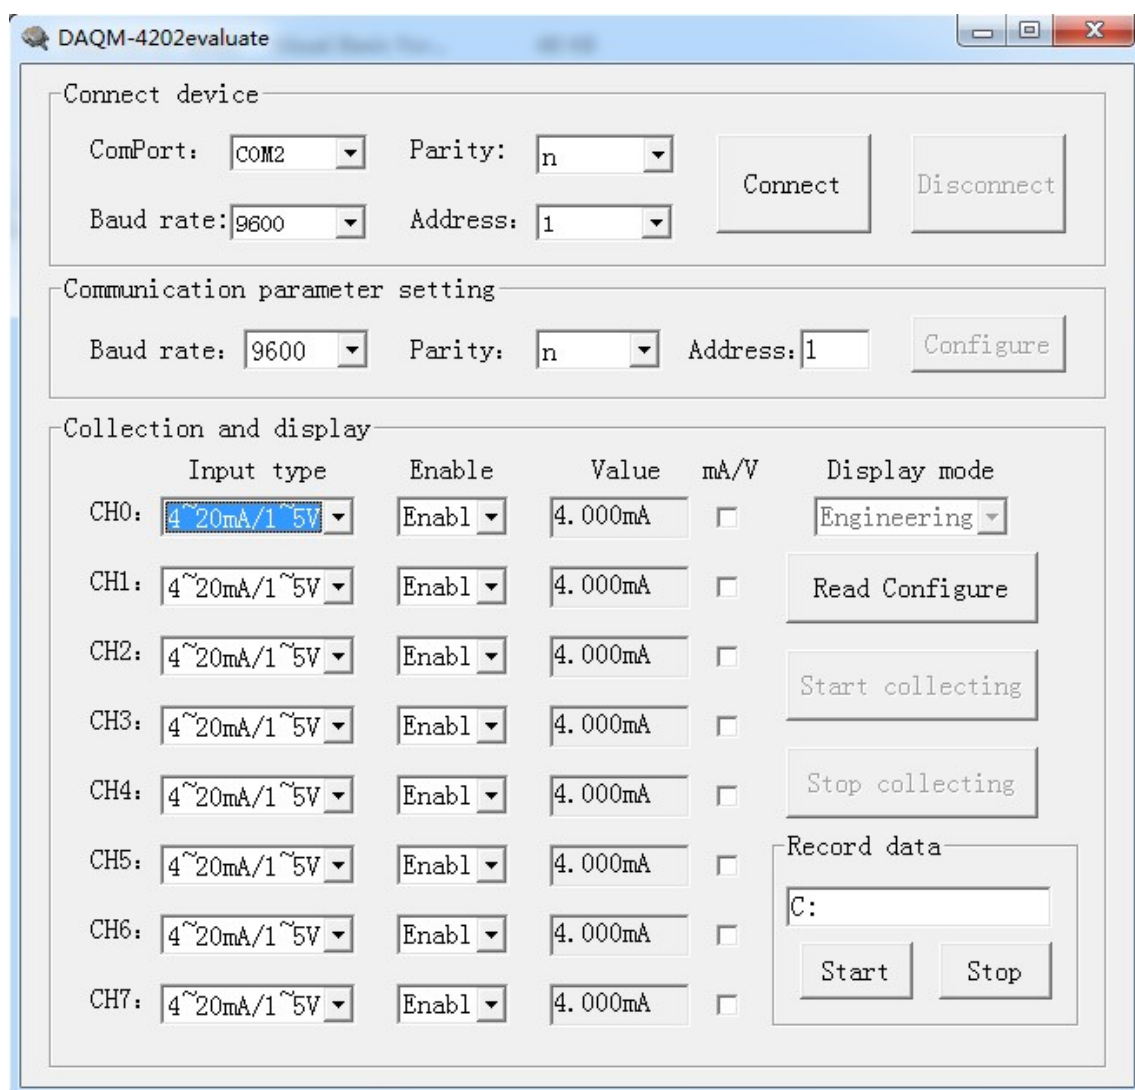 DAQM-4202evaluate
Connect device
ComPort: COM2 Parity: n Connect Disconnect
Baud rate: 9600 Address: 1
Communication parameter setting
Baud rate: 9600 Parity: n Address: 1 Configure
Collection and display
Input type Enable Value mA/V Display mode
CH0: 4~20mA/1~5V Enabl 4.000mA Engineering
CH1: 4~20mA/1~5V Enabl 4.000mA Read Configure
CH2: 4~20mA/1~5V Enabl 4.000mA Start collecting
CH3: 4~20mA/1~5V Enabl 4.000mA
CH4: 4~20mA/1~5V Enabl 4.000mA Stop collecting
CH5: 4~20mA/1~5V Enabl 4.000mA Record data
C:
CH6: 4~20mA/1~5V Enabl 4.000mA
Start Stop
CH7: 4~20mA/1~5V Enabl 4.000mA